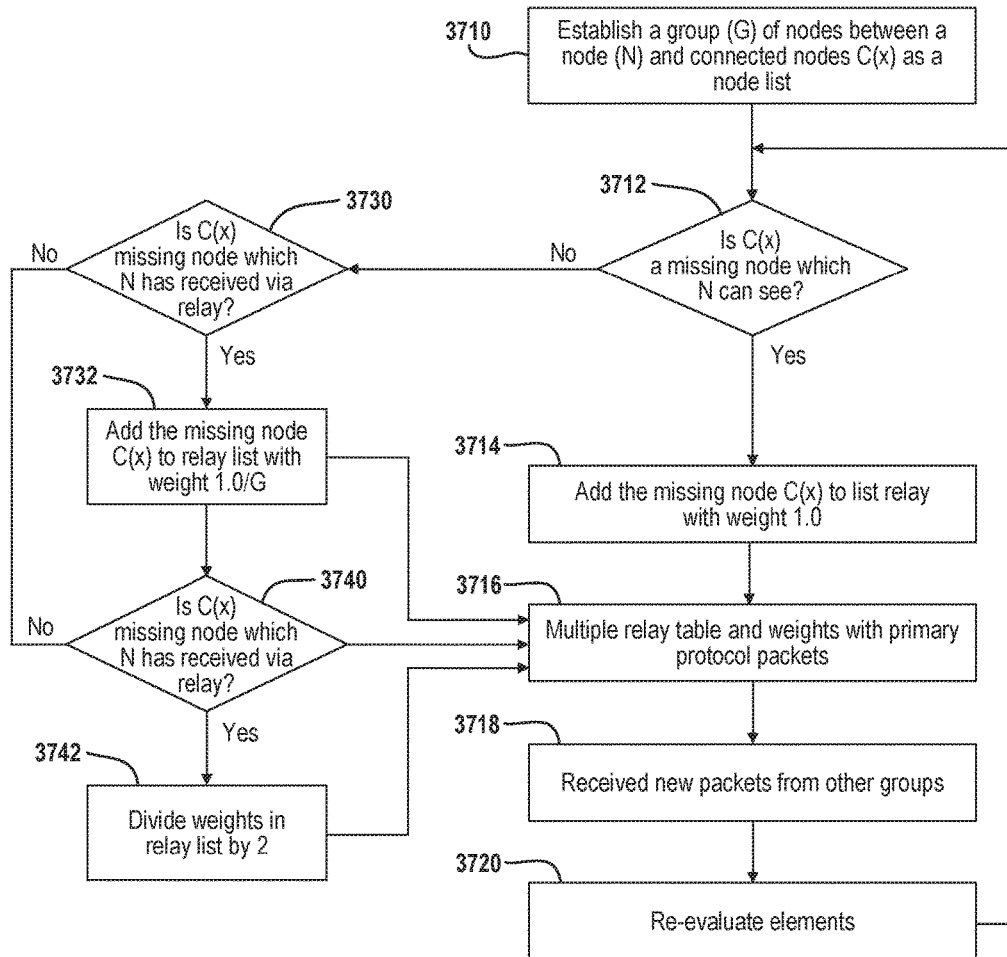 3710
Establish a group (G) of nodes between a
node (N) and connected nodes C(x) as a
node list
3712
Is C(x)
a missing node which
N can see?
No
Yes
3730
Is C(x)
missing node which
N has received via
relay?
No
Yes
3732
Add the missing node
C(x) to relay list with
weight 1.0/G
3714
Add the missing node C(x) to list relay
with weight 1.0
3740
Is C(x)
missing node which
N has received via
relay?
No
Yes
3716
Multiple relay table and weights with primary
protocol packets
3742
Divide weights in
relay list by 2
3718
Received new packets from other groups
3720
Re-evaluate elements